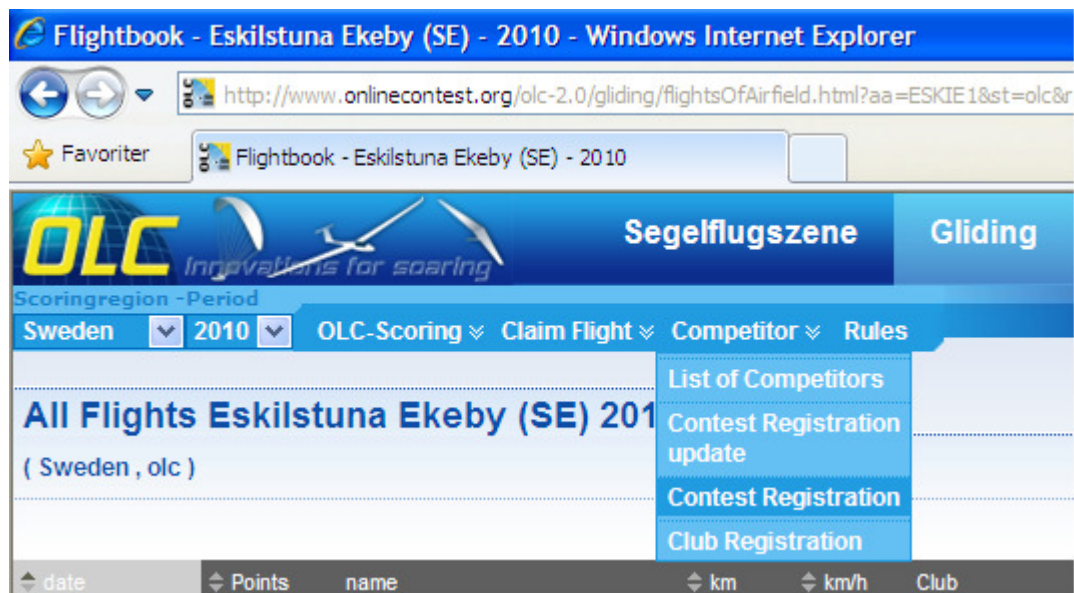 Flightbook - Eskilstuna Ekeby (SE) - 2010 - Windows Internet Explorer
http://www.onlinecontest.org/olc-2.0/gliding/flightsOfAirfield.html?aa=ESKIE1&st=olc&r
Favoriter Flightbook - Eskilstuna Ekeby (SE) - 2010
OLC Innovations for soaring Segelflugszene Gliding
Scoringregion -Period
Sweden 2010 OLC-Scoring Claim Flight Competitor Rules
List of Competitors
All Flights Eskilstuna Ekeby (SE) 201
Contest Registration
update
( Sweden , olc )
Contest Registration
Club Registration
date Points name km km/h Club